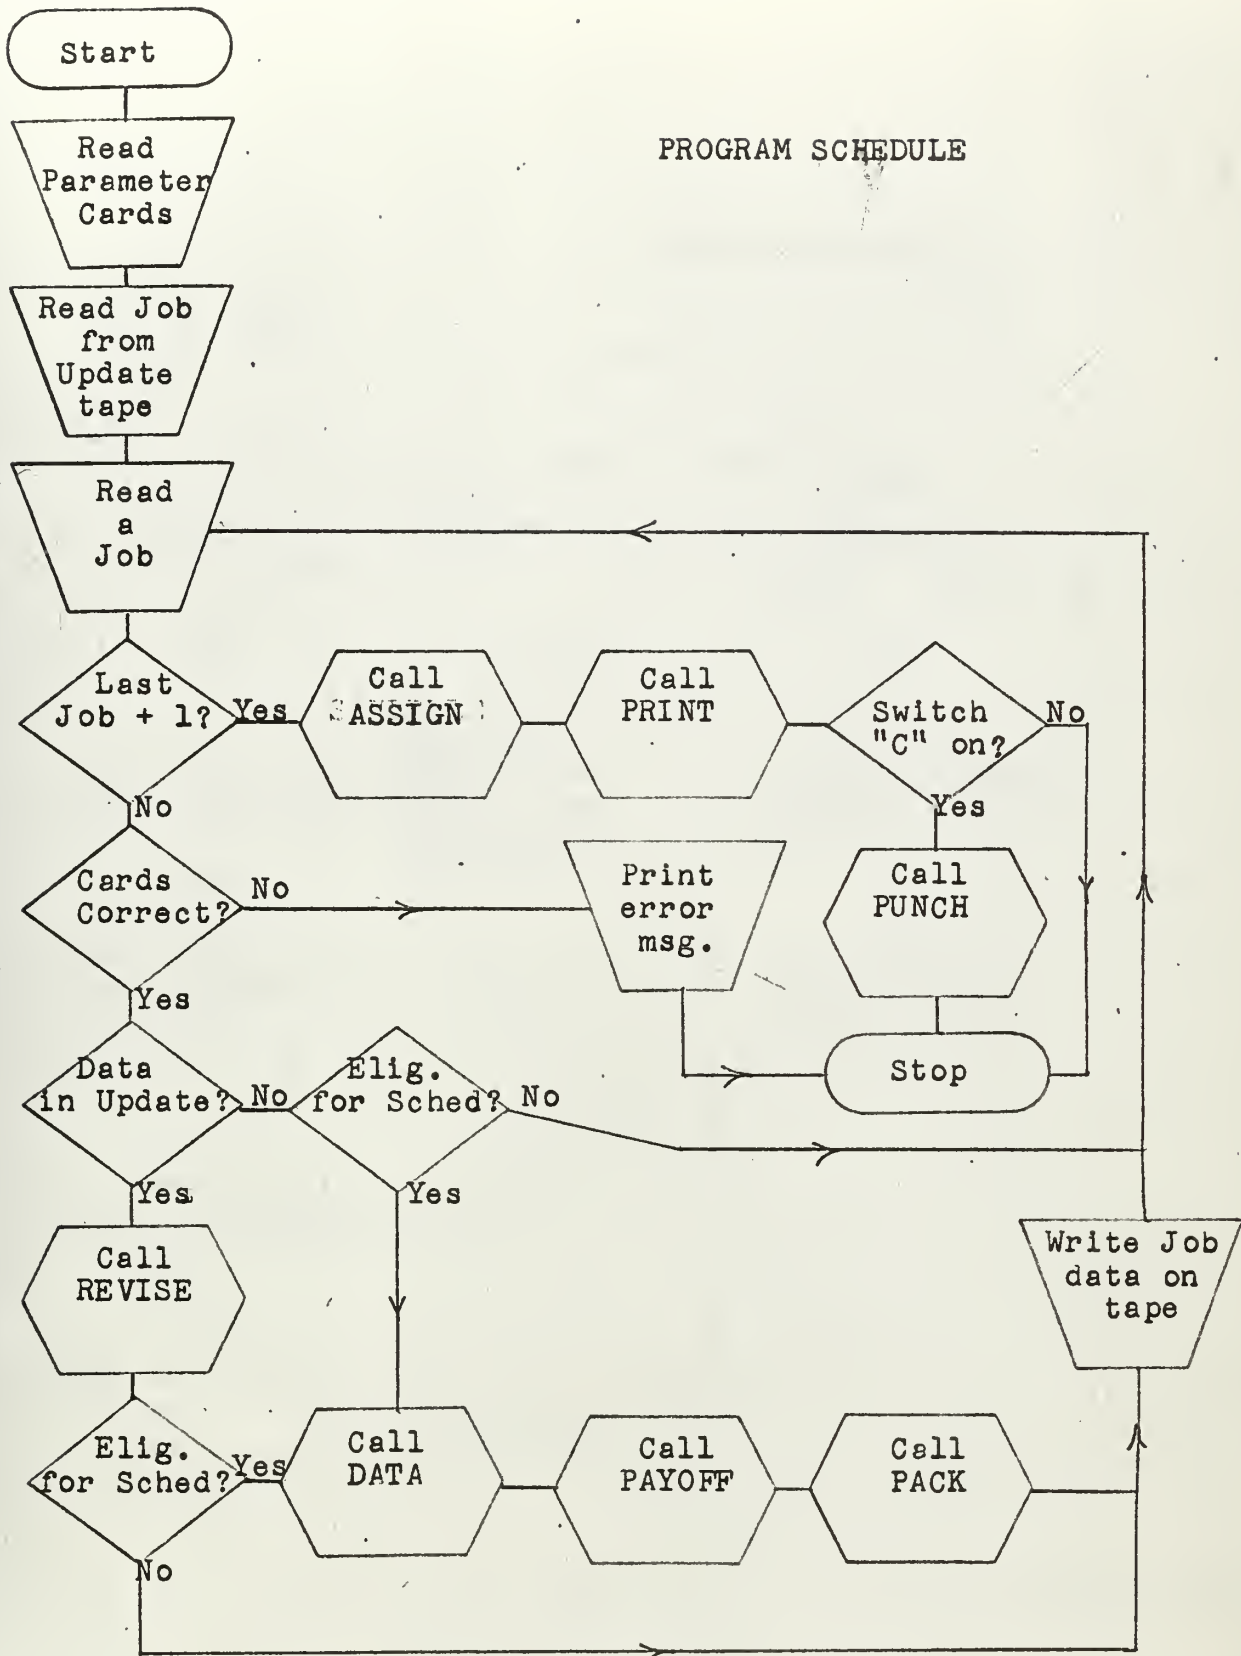 Start
PROGRAM SCHEDULE
Read
Parameter
Cards
Read Job
from
Update
tape
Read
a
Job
Last
Job + 1?
Yes
No
Call
ASSIGN
Call
PRINT
Switch
"C" on?
No
Yes
Cards
Correct?
No
Yes
Print
error
msg.
Call
PUNCH
Stop
Data
in Update?
No
Yes
Elig.
for Sched?
No
Yes
Call
REVISE
Write Job
data on
tape
Elig.
for Sched?
Yes
No
Call
DATA
Call
PAYOFF
Call
PACK